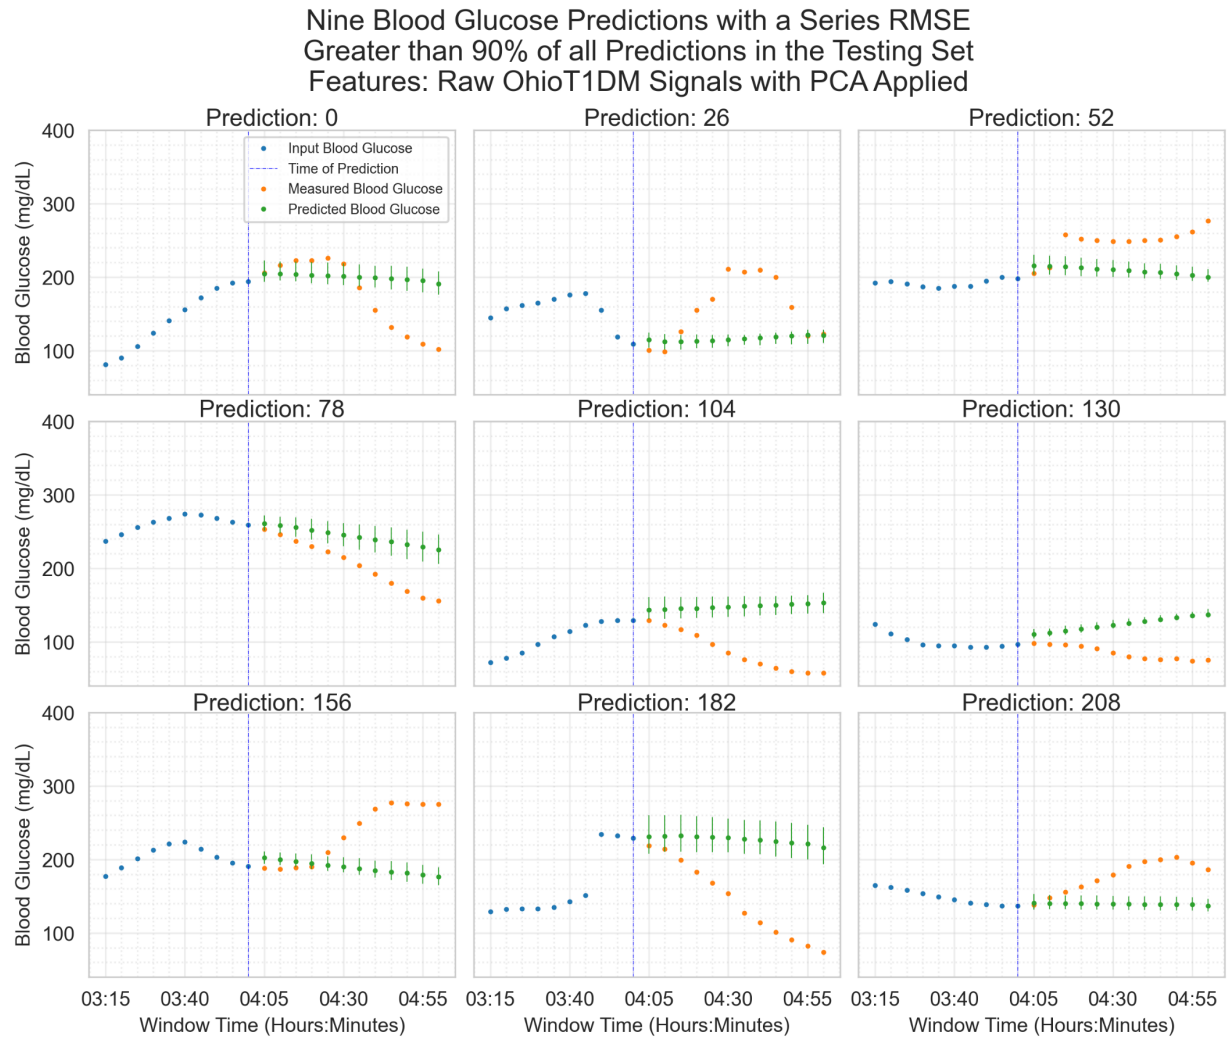 Nine Blood Glucose Predictions with a Series RMSE
Greater than 90% of all Predictions in the Testing Set
Features: Raw OhioT1DM Signals with PCA Applied
Prediction: 0
Prediction: 26
Prediction: 52
400
300
200
100
Blood Glucose (mg/dL)
Input Blood Glucose
Time of Prediction
Measured Blood Glucose
Predicted Blood Glucose
Prediction: 78
Prediction: 104
Prediction: 130
400
300
200
100
Blood Glucose (mg/dL)
Prediction: 156
Prediction: 182
Prediction: 208
400
300
200
100
Blood Glucose (mg/dL)
03:15 03:40 04:05 04:30 04:55
03:15 03:40 04:05 04:30 04:55
03:15 03:40 04:05 04:30 04:55
Window Time (Hours:Minutes)
Window Time (Hours:Minutes)
Window Time (Hours:Minutes)